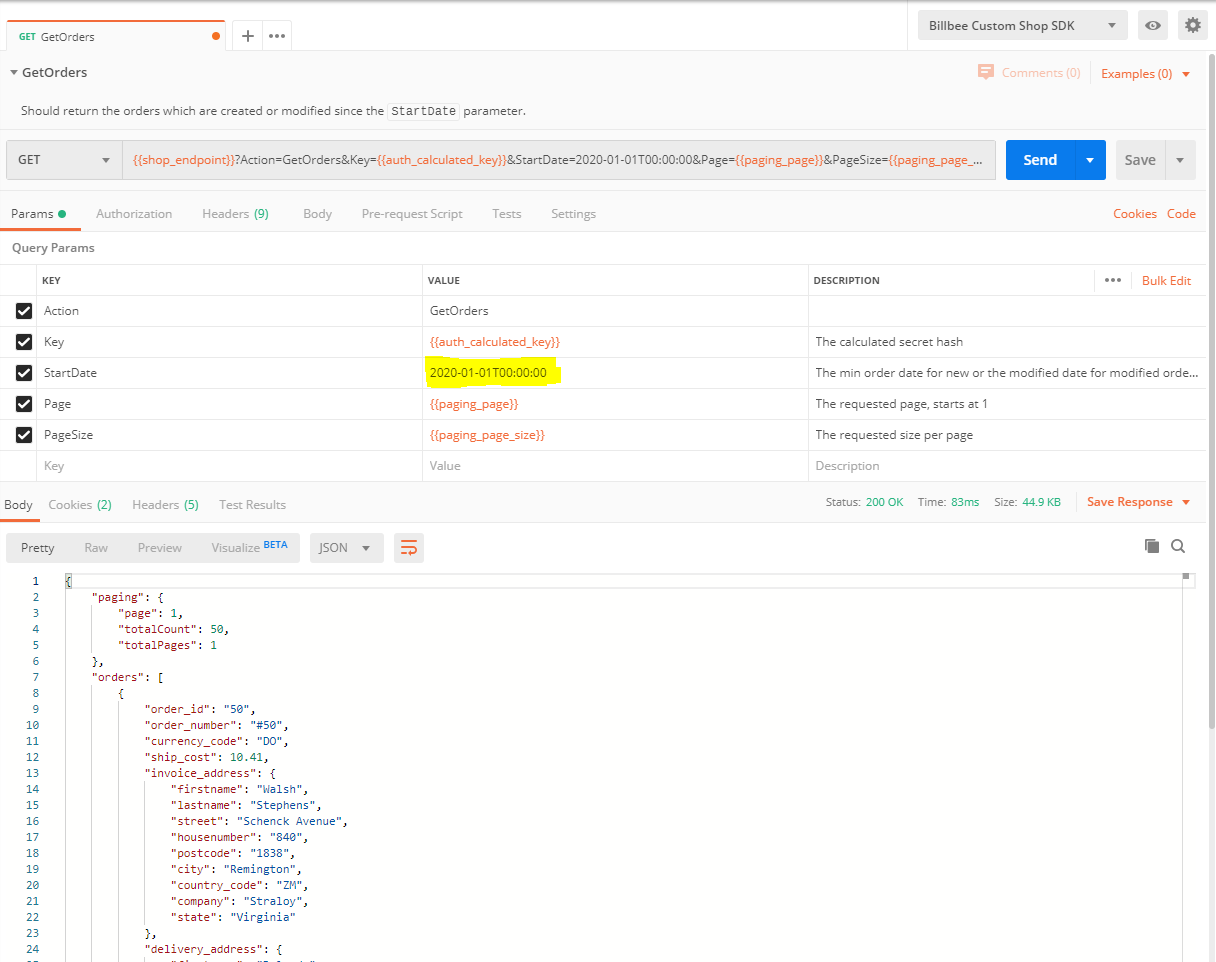 GET GetOrders
Billbee Custom Shop SDK
GetOrders
Comments (0) Examples (0)
Should return the orders which are created or modified since the StartDate parameter.
GET {{shop_endpoint}}?Action=GetOrders&Key={{auth_calculated_key}}&StartDate=2020-01-01T00:00:00&Page={{paging_page}}&PageSize={{paging_page_... Send Save
Params Authorization Headers (9) Body Pre-request Script Tests Settings Cookies Code
Query Params
KEY VALUE DESCRIPTION ••• Bulk Edit
Action GetOrders
Key {{auth_calculated_key}} The calculated secret hash
StartDate 2020-01-01T00:00:00 The min order date for new or the modified date for modified orde...
Page {{paging_page}} The requested page, starts at 1
PageSize {{paging_page_size}} The requested size per page
Key Value Description
Body Cookies (2) Headers (5) Test Results Status: 200 OK Time: 83ms Size: 44.9 KB Save Response
Pretty Raw Preview Visualize BETA JSON
1 {
2 "paging": {
3 "page": 1,
4 "totalCount": 50,
5 "totalPages": 1
6 },
7 "orders": [
8 {
9 "order_id": "50",
10 "order_number": "#50",
11 "currency_code": "DO",
12 "ship_cost": 10.41,
13 "invoice_address": {
14 "firstname": "Walsh",
15 "lastname": "Stephens",
16 "street": "Schenck Avenue",
17 "housenumber": "840",
18 "postcode": "1838",
19 "city": "Remington",
20 "country_code": "ZM",
21 "company": "Straloy",
22 "state": "Virginia"
23 },
24 "delivery_address": {